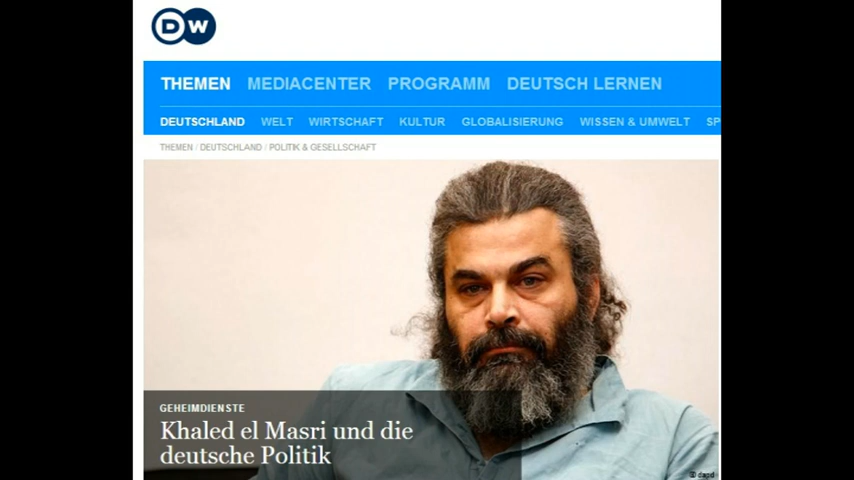 DW
THEMEN MEDIACENTER PROGRAMM DEUTSCH LERNEN
DEUTSCHLAND WELT WIRTSCHAFT KULTUR GLOBALISIERUNG WISSEN & UMWELT SP
THEMEN / DEUTSCHLAND / POLITIK & GESELLSCHAFT
GEHEIMDIENSTE
Khaled el Masri und die
deutsche Politik
© dapd